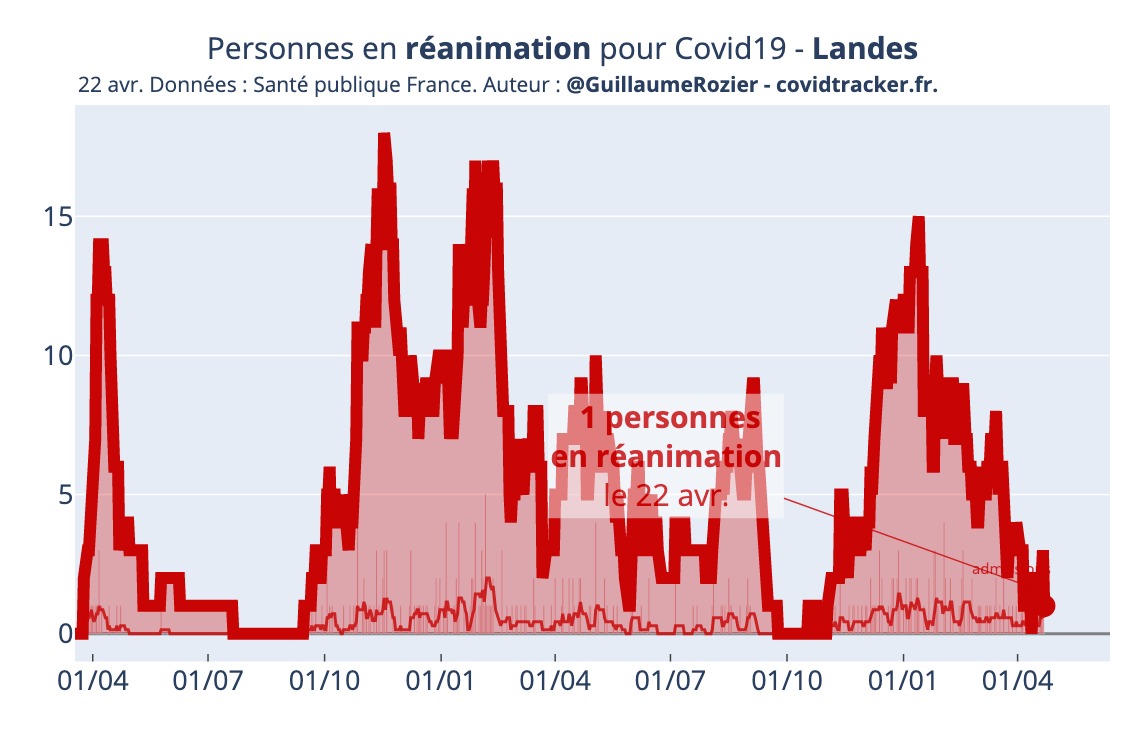 Personnes en réanimation pour Covid19 - Landes
22 avr. Données : Santé publique France. Auteur : @GuillaumeRozier - covidtracker.fr.
15
10
5
0
1 personnes
en réanimation
le 22 avr.
admissions
01/04 01/07 01/10 01/01 01/04 01/07 01/10 01/01 01/04